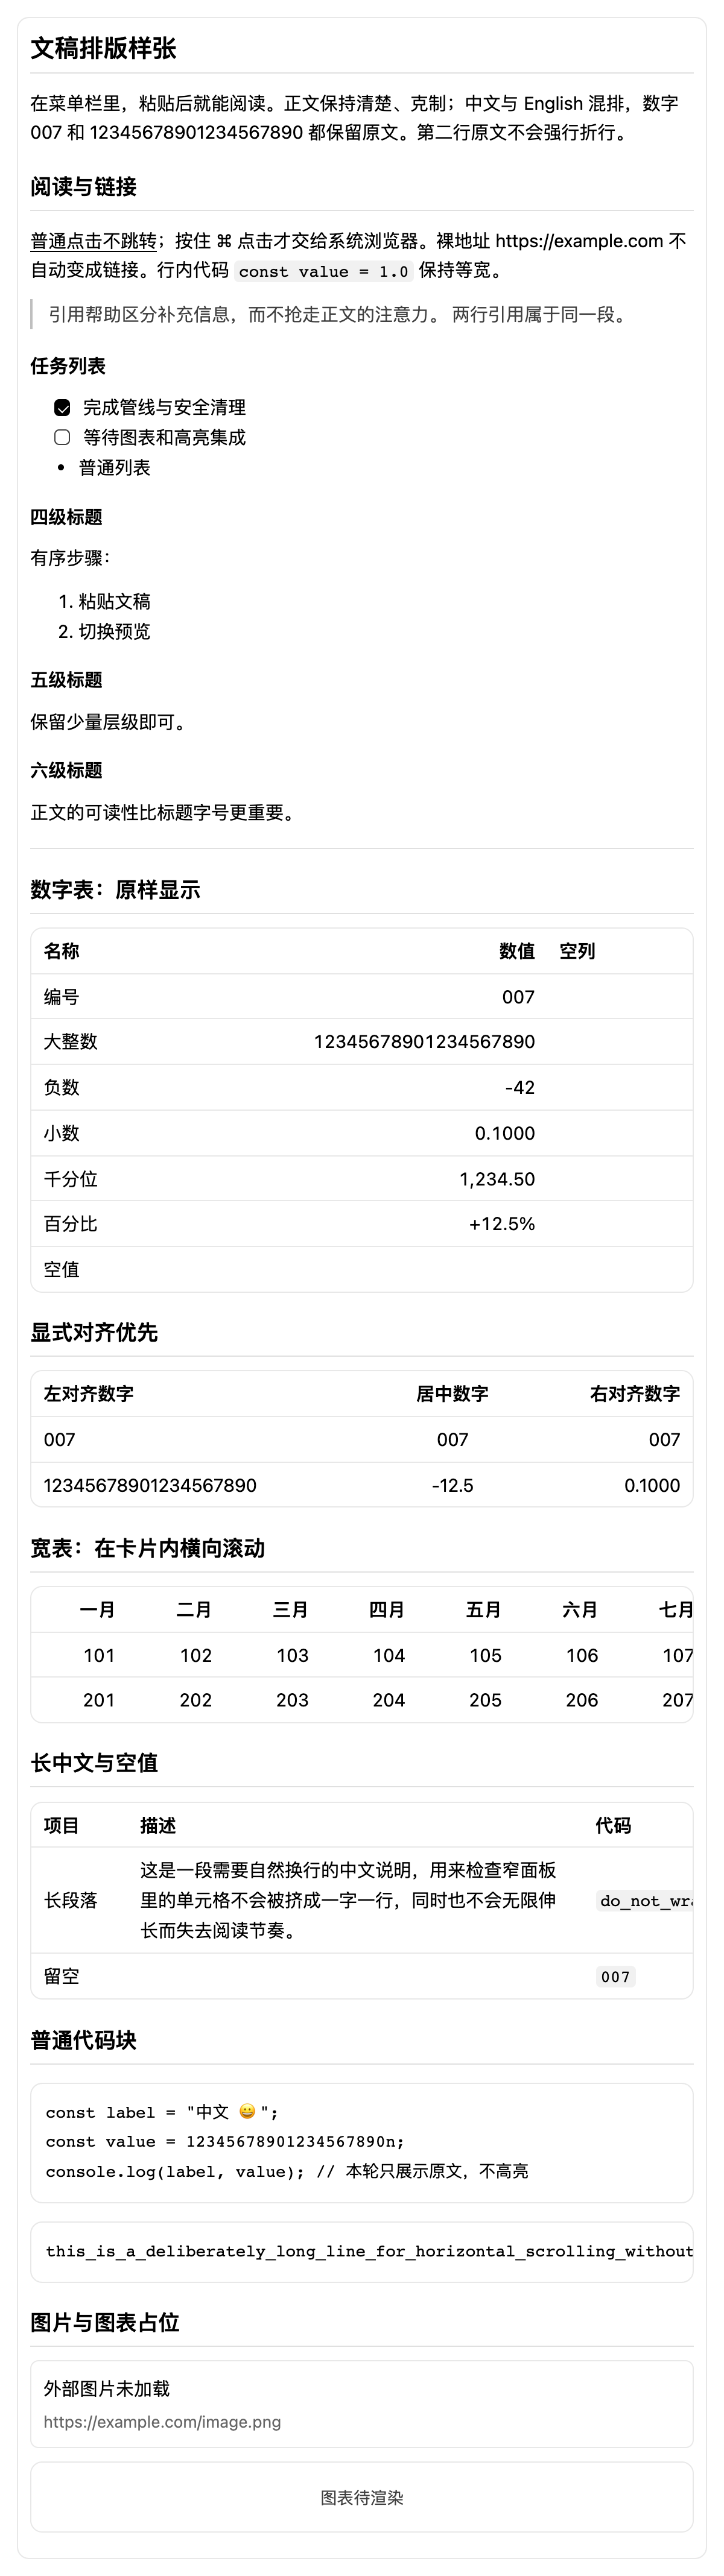 文稿排版样张
在菜单栏里，粘贴后就能阅读。正文保持清楚、克制；中文与 English 混排，数字
007 和 12345678901234567890 都保留原文。第二行原文不会强行折行。
阅读与链接
普通点击不跳转；按住 ⌘ 点击才交给系统浏览器。裸地址 https://example.com 不
自动变成链接。行内代码 const value = 1.0 保持等宽。
引用帮助区分补充信息，而不抢走正文的注意力。 两行引用属于同一段。
任务列表
完成管线与安全清理
等待图表和高亮集成
• 普通列表
四级标题
有序步骤：
1. 粘贴文稿
2. 切换预览
五级标题
保留少量层级即可。
六级标题
正文的可读性比标题字号更重要。
数字表：原样显示
名称 数值 空列
编号 007
大整数 12345678901234567890
负数 -42
小数 0.1000
千分位 1,234.50
百分比 +12.5%
空值
显式对齐优先
左对齐数字 居中数字 右对齐数字
007 007 007
12345678901234567890 -12.5 0.1000
宽表：在卡片内横向滚动
一月 二月 三月 四月 五月 六月 七月
101 102 103 104 105 106 107
201 202 203 204 205 206 207
长中文与空值
项目 描述 代码
这是一段需要自然换行的中文说明，用来检查窄面板
长段落 里的单元格不会被挤成一字一行，同时也不会无限伸 do_not_wra
长而失去阅读节奏。
留空 007
普通代码块
const label = "中文 😀";
const value = 12345678901234567890n;
console.log(label, value); // 本轮只展示原文，不高亮
this_is_a_deliberately_long_line_for_horizontal_scrolling_without
图片与图表占位
外部图片未加载
https://example.com/image.png
图表待渲染